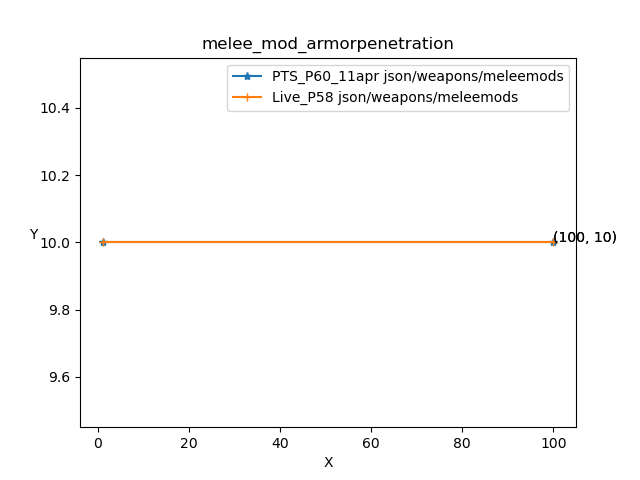 melee_mod_armorpenetration
PTS_P60_11apr json/weapons/meleemods
Live_P58 json/weapons/meleemods
10.4
10.2
Y
10.0
(100, 10)
9.8
9.6
0
20
40
60
80
100
X